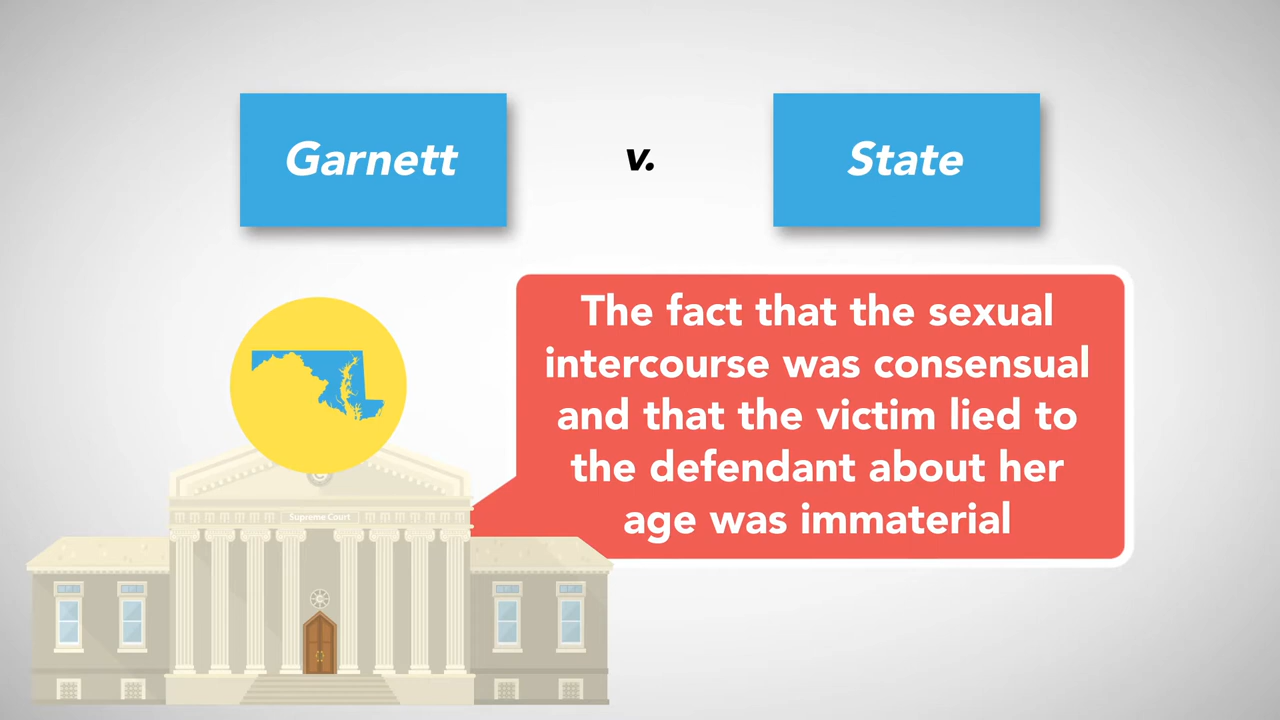 Garnett
v.
State
The fact that the sexual
intercourse was consensual
and that the victim lied to
the defendant about her
age was immaterial
Supreme Court